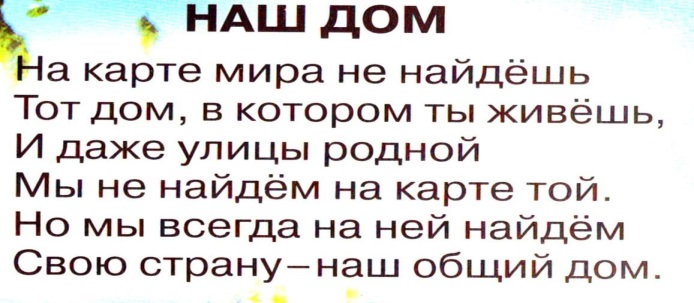 НАШ ДОМ
На карте мира не найдёшь
Тот дом, в котором ты живёшь,
И даже улицы родной
Мы не найдём на карте той.
Но мы всегда на ней найдём
Свою страну–наш общий дом.